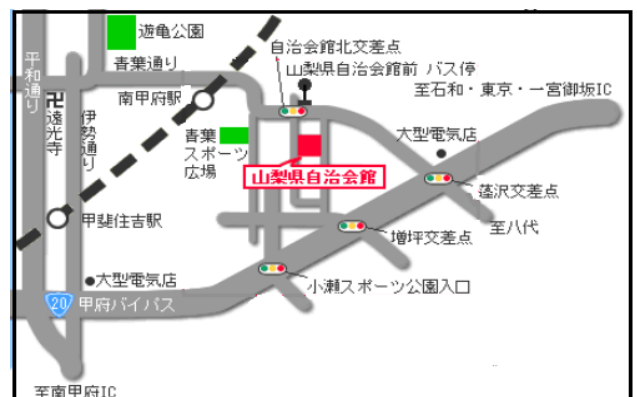 遊亀公園
平和通り
青葉通り
自治会館北交差点
山梨県自治会館前 バス停
至石和・東京・一宮御坂IC
南甲府駅
卍遠光寺
伊勢通り
青葉
スポーツ
広場
大型電気店
山梨県自治会館
蓬沢交差点
甲斐住吉駅
増坪交差点
至八代
大型電気店
小瀬スポーツ公園入口
20 甲府バイパス
至南甲府IC